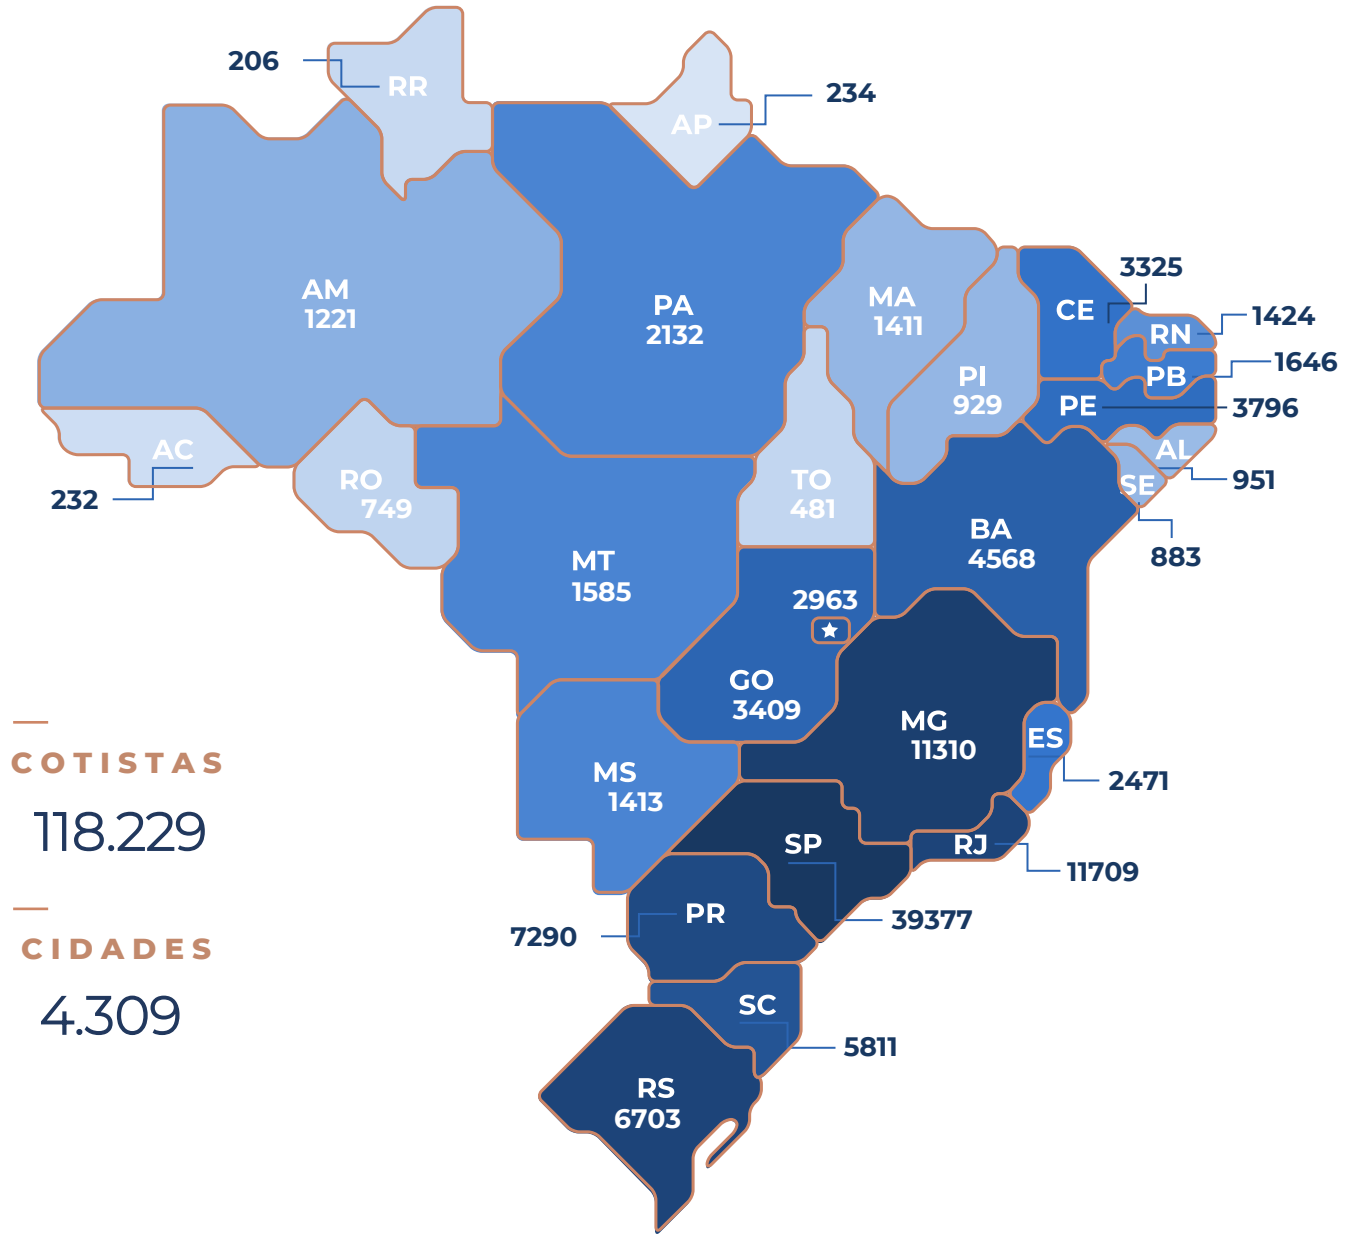 206
RR
AP
234
AM
1221
PA
2132
MA
1411
PI
929
CE
3325
RN
1424
PB
1646
PE
3796
AL
951
SE
883
AC
232
RO
749
TO
481
BA
4568
MT
1585
2963
GO
3409
MG
11310
ES
2471
MS
1413
SP
39377
RJ
11709
PR
7290
SC
5811
RS
6703
COTISTAS
118.229
CIDADES
4.309